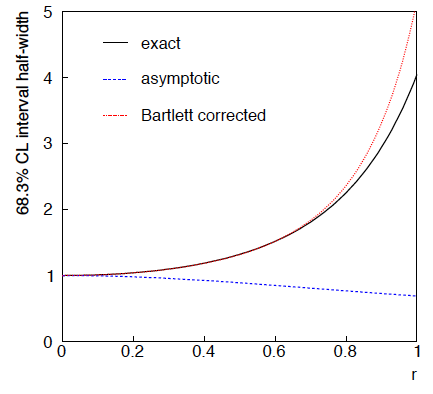 68.3% CL interval half-width
5
4
3
2
1
0
exact
asymptotic
Bartlett corrected
0 0.2 0.4 0.6 0.8 1
r